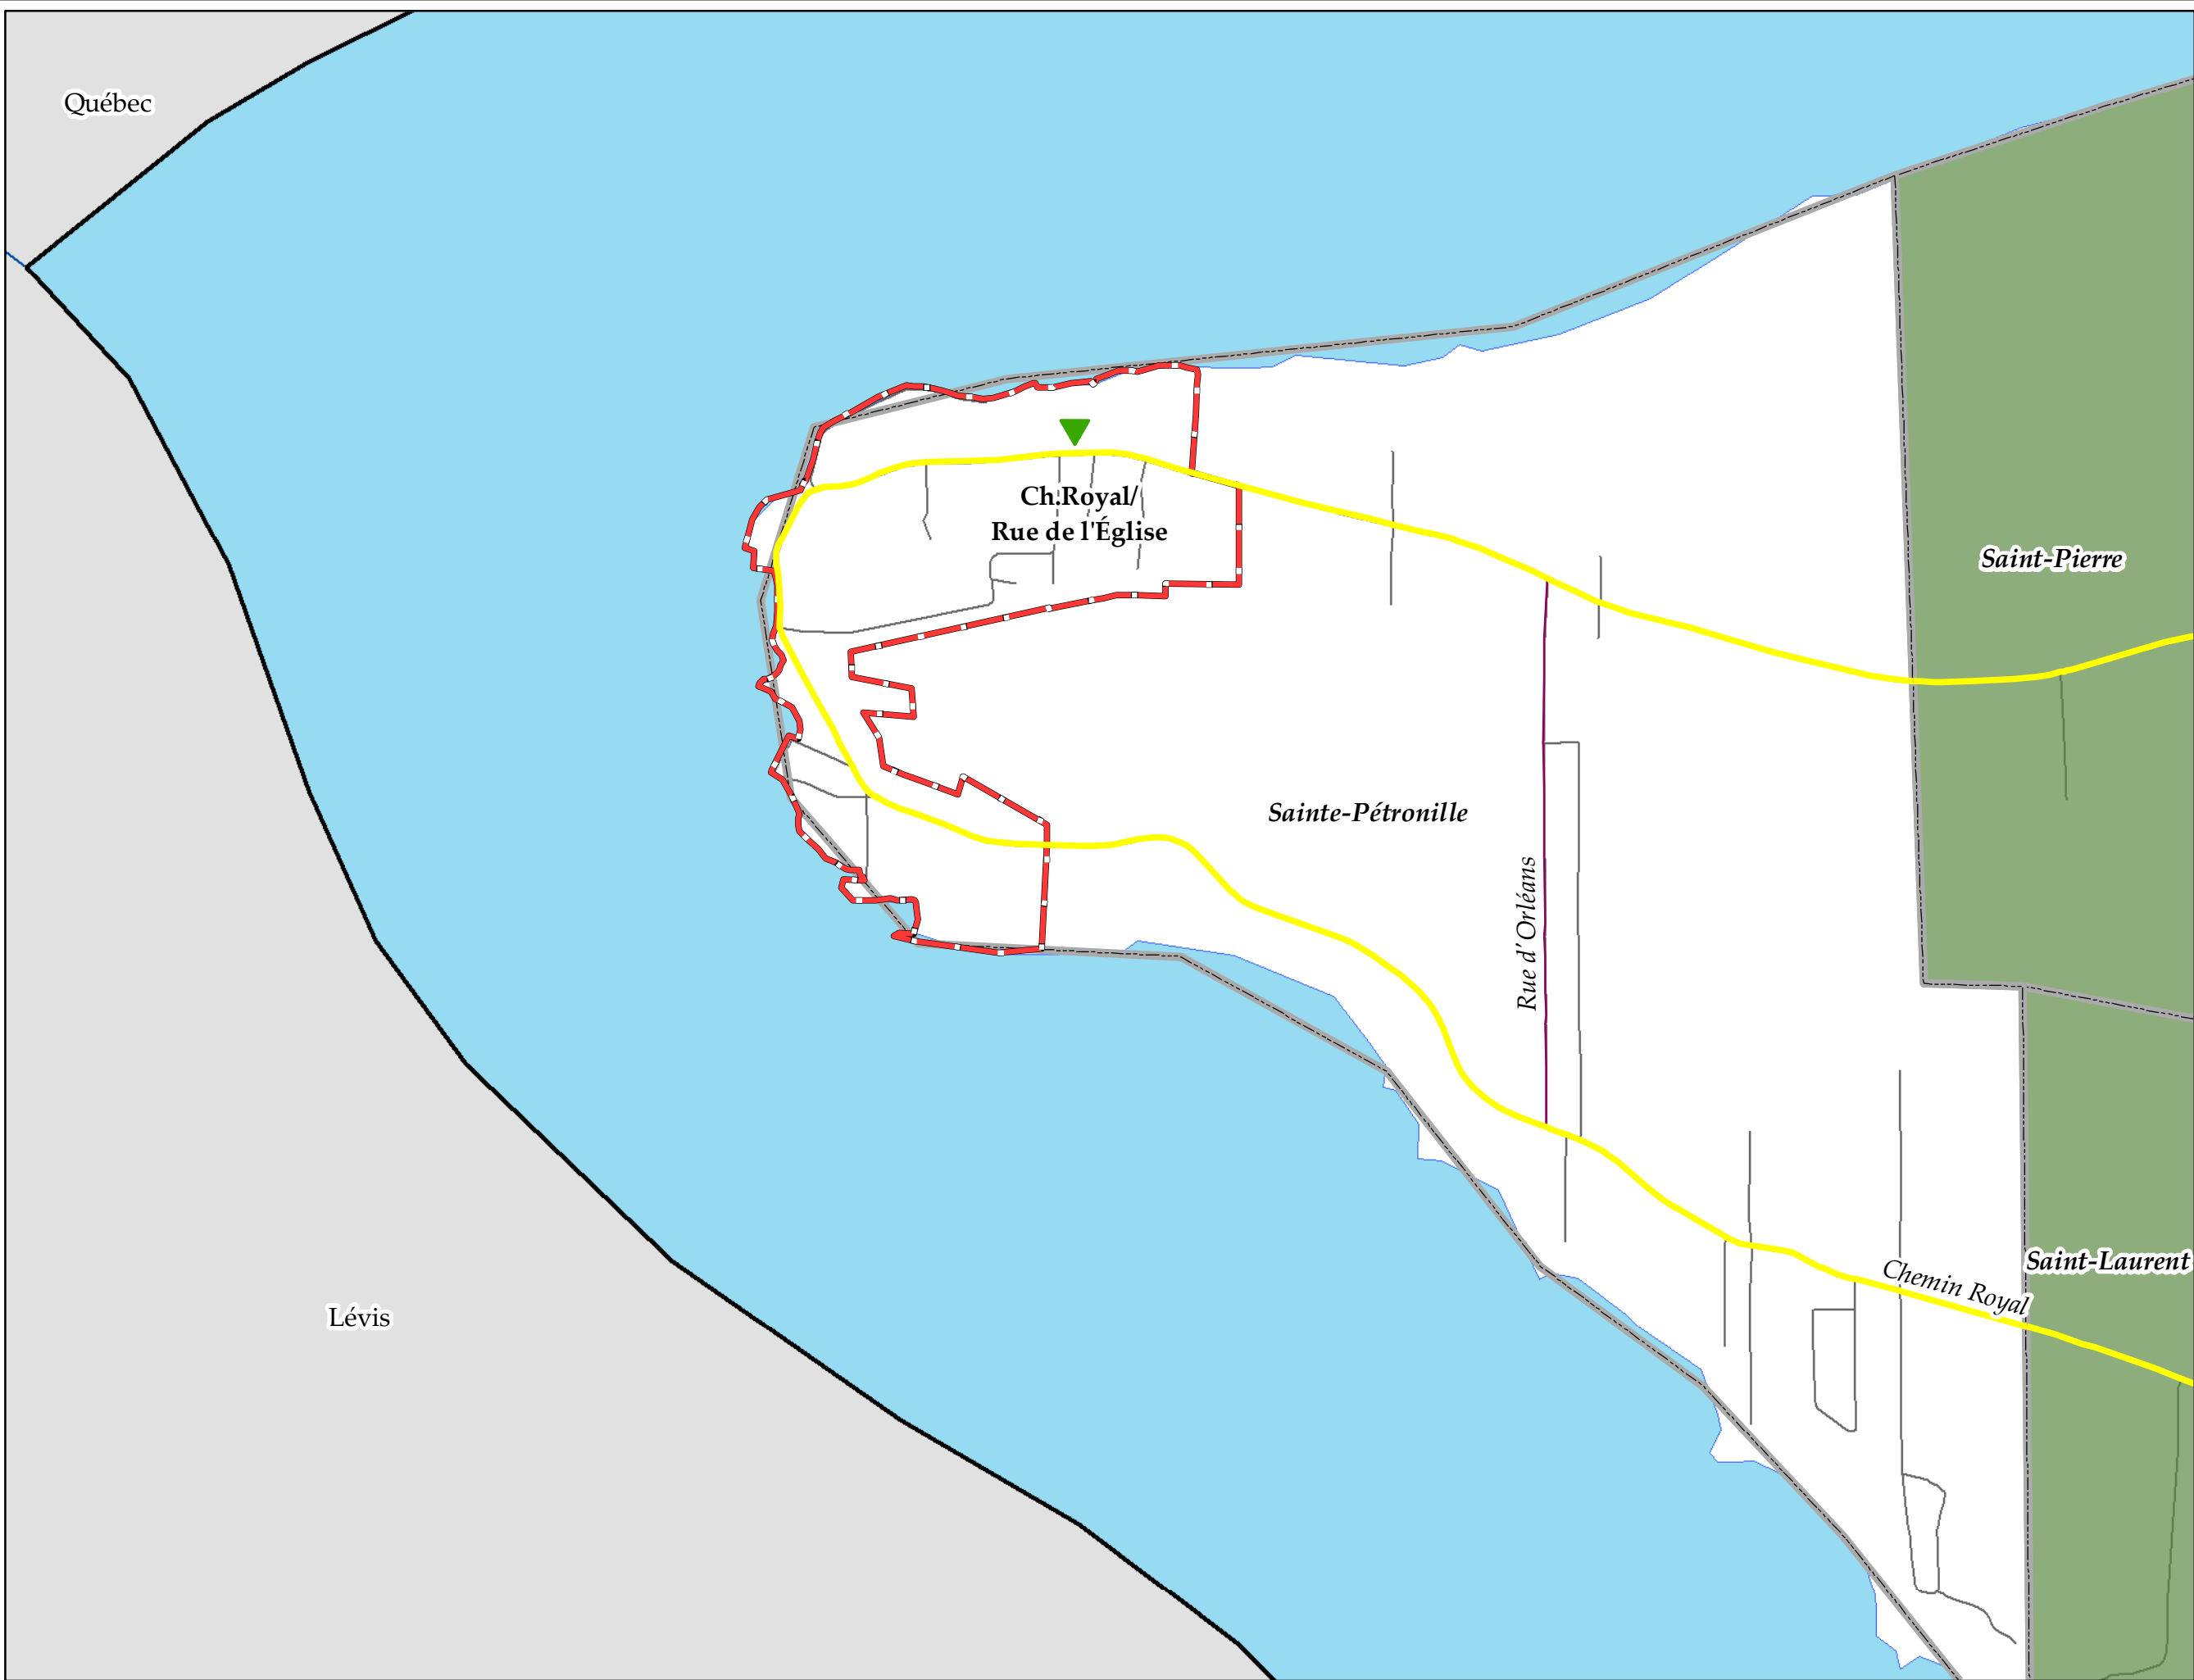 Québec
Ch.Royal/
Rue de l'Église
Saint-Pierre
Sainte-Pétronille
Rue d'Orléans
Saint-Laurent
Chemin Royal
Lévis